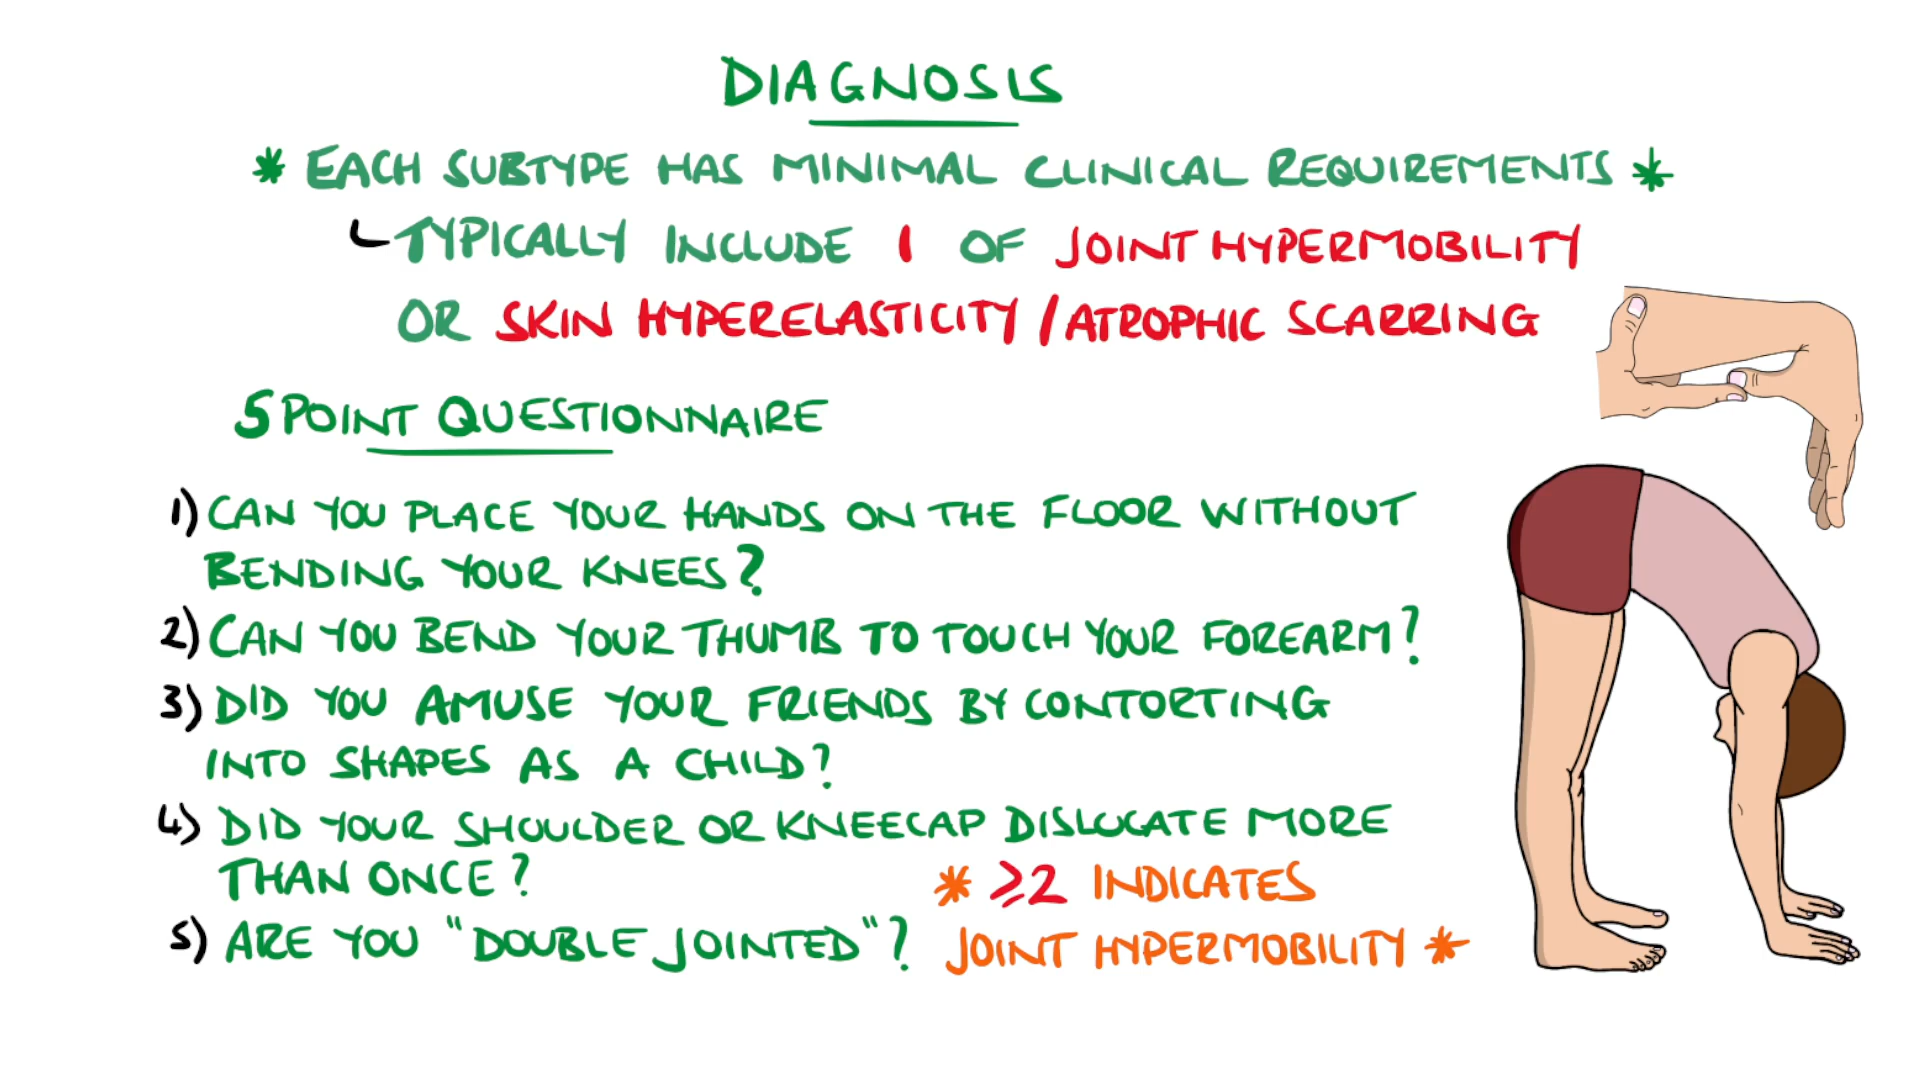 DIAGNOSIS
* EACH SUBTYPE HAS MINIMAL CLINICAL REQUIREMENTS *
TYPICALLY INCLUDE 1 OF JOINT HYPERMOBILITY
OR SKIN HYPERELASTICITY / ATROPHIC SCARRING
5 POINT QUESTIONNAIRE
1) CAN YOU PLACE YOUR HANDS ON THE FLOOR WITHOUT
BENDING YOUR KNEES?
2) CAN YOU BEND YOUR THUMB TO TOUCH YOUR FOREARM?
3) DID YOU AMUSE YOUR FRIENDS BY CONTORTING
INTO SHAPES AS A CHILD?
4) DID YOUR SHOULDER OR KNEECAP DISLOCATE MORE
THAN ONCE?
* ≥2 INDICATES
5) ARE YOU "DOUBLE JOINTED"?
JOINT HYPERMOBILITY *